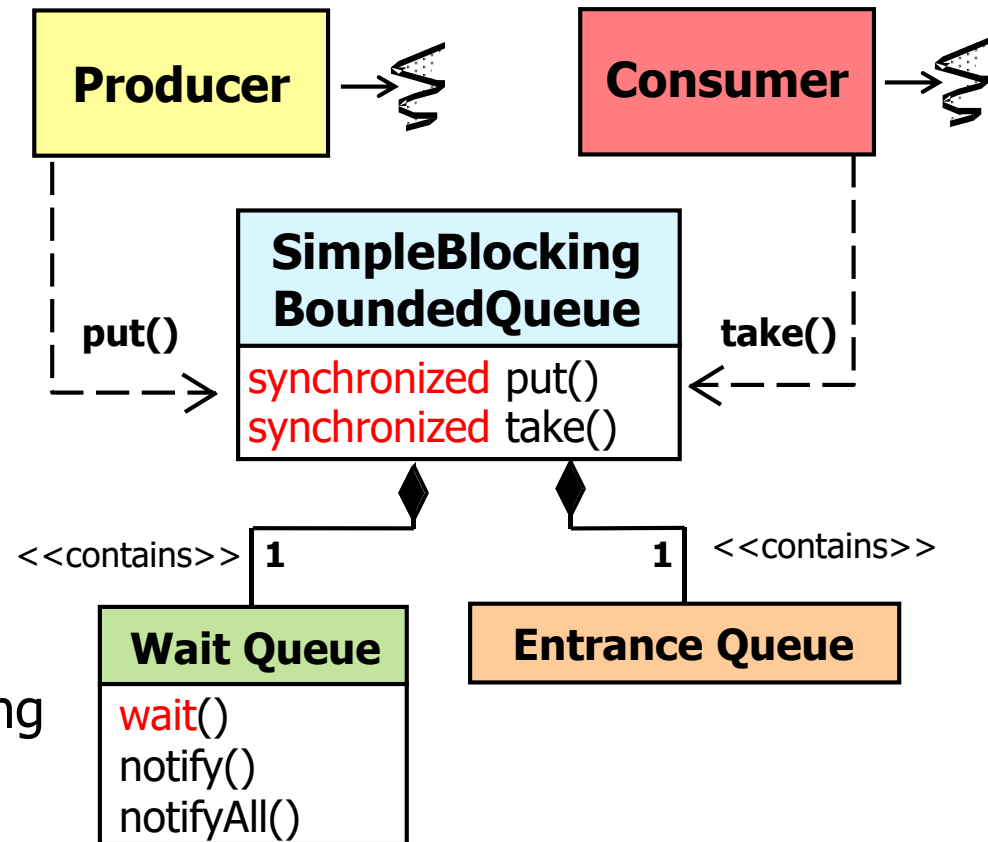 Producer
Consumer
SimpleBlocking
BoundedQueue
put()
take()
synchronized put()
synchronized take()
<<contains>>
1
1
<<contains>>
Wait Queue
Entrance Queue
ng
wait()
notify()
notifyAll()